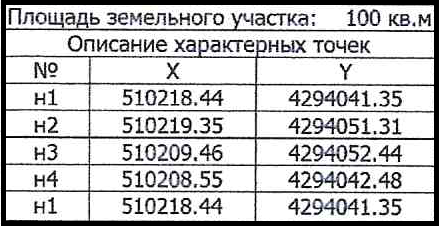 Площадь земельного участка: 100 кв.м
Описание характерных точек
№ X Y
н1 510218.44 4294041.35
н2 510219.35 4294051.31
н3 510209.46 4294052.44
н4 510208.55 4294042.48
н1 510218.44 4294041.35